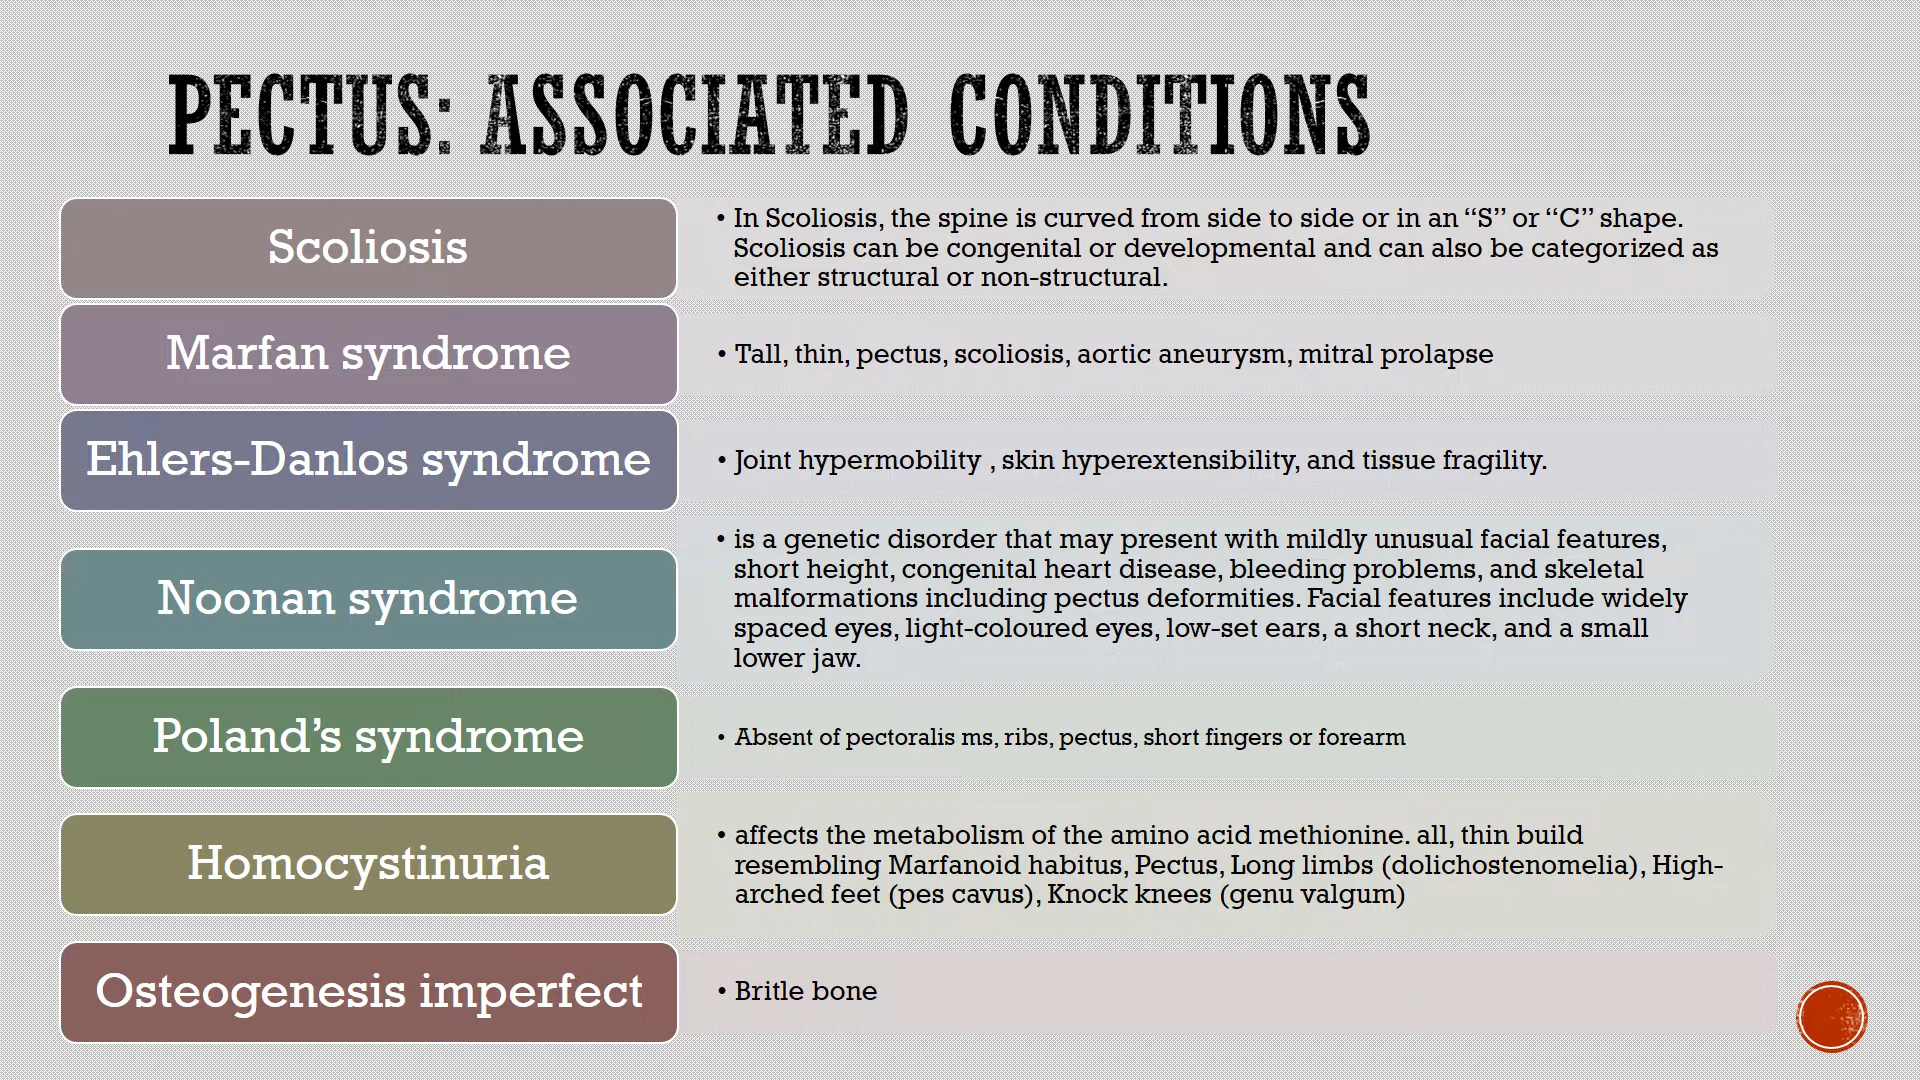 PECTUS: ASSOCIATED CONDITIONS
Scoliosis
• In Scoliosis, the spine is curved from side to side or in an “S” or “C” shape.
Scoliosis can be congenital or developmental and can also be categorized as
either structural or non-structural.
Marfan syndrome
• Tall, thin, pectus, scoliosis, aortic aneurysm, mitral prolapse
Ehlers-Danlos syndrome
• Joint hypermobility , skin hyperextensibility, and tissue fragility.
Noonan syndrome
• is a genetic disorder that may present with mildly unusual facial features,
short height, congenital heart disease, bleeding problems, and skeletal
malformations including pectus deformities. Facial features include widely
spaced eyes, light-coloured eyes, low-set ears, a short neck, and a small
lower jaw.
Poland’s syndrome
• Absent of pectoralis ms, ribs, pectus, short fingers or forearm
Homocystinuria
• affects the metabolism of the amino acid methionine. all, thin build
resembling Marfanoid habitus, Pectus, Long limbs (dolichostenomelia), High-
arched feet (pes cavus), Knock knees (genu valgum)
Osteogenesis imperfect
• Britle bone